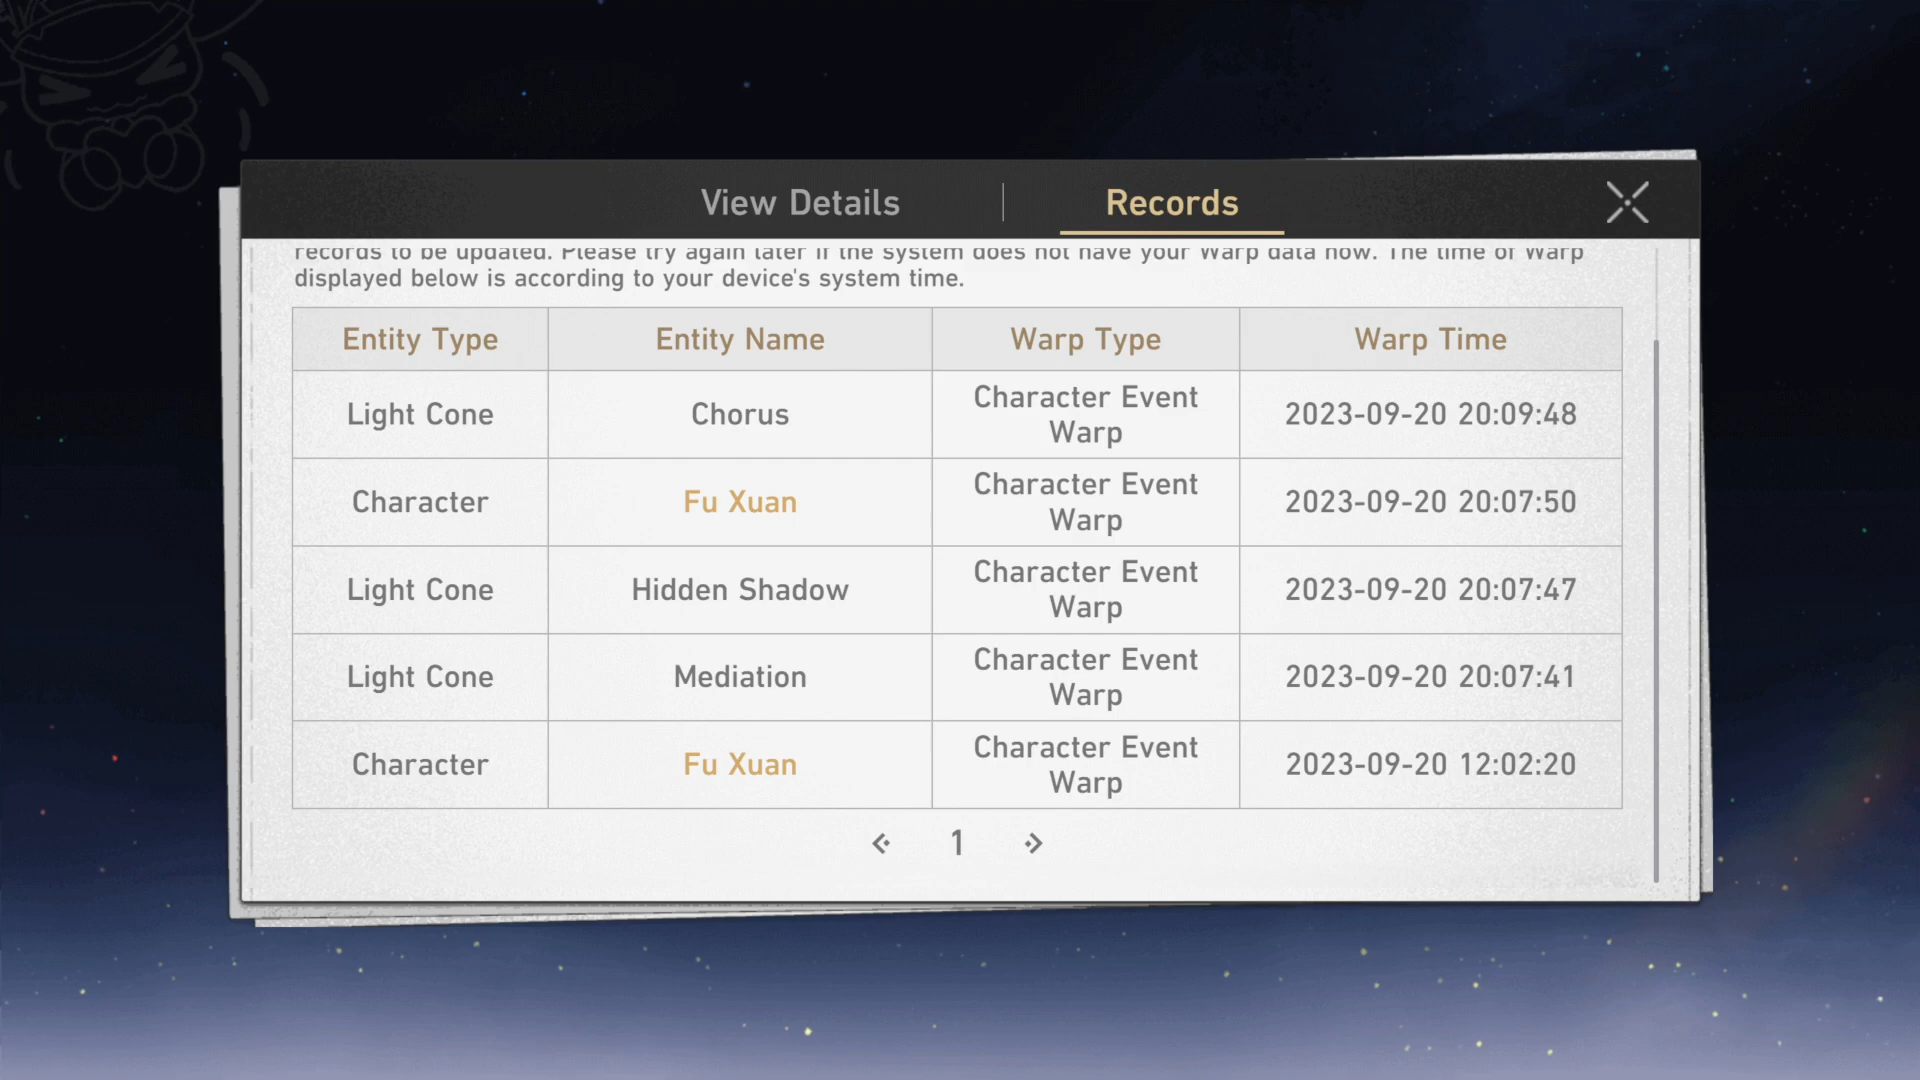 View Details
Records
records to be updated. Please try again later if the system does not have your Warp data now. The time of Warp
displayed below is according to your device's system time.
Entity Type
Entity Name
Warp Type
Warp Time
Light Cone
Chorus
Character Event
Warp
2023-09-20 20:09:48
Character
Fu Xuan
Character Event
Warp
2023-09-20 20:07:50
Light Cone
Hidden Shadow
Character Event
Warp
2023-09-20 20:07:47
Light Cone
Mediation
Character Event
Warp
2023-09-20 20:07:41
Character
Fu Xuan
Character Event
Warp
2023-09-20 12:02:20
1